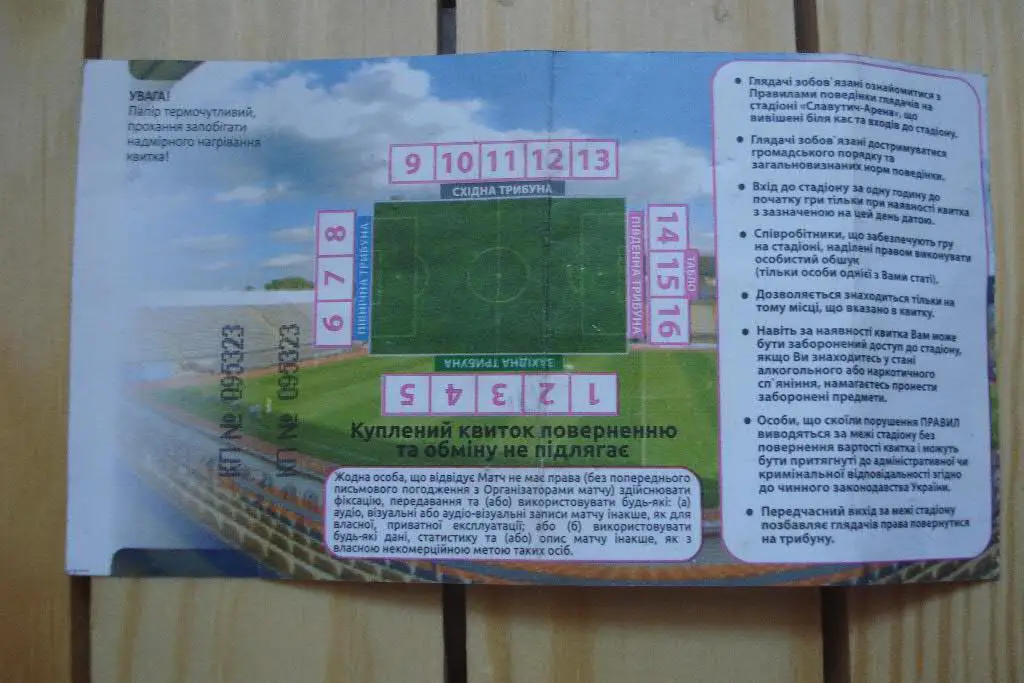 УВАГА!
Папір термочутливий,
прохання запобігати
надмірного нагрівання
квитка!
КП № 095323
КП № 095323
9 10 11 12 13
СХІДНА ТРИБУНА
6 7 8
ПІВНІЧНА ТРИБУНА
ПІВДЕННА ТРИБУНА
14 15 16
ТАБЛО
ЗАХІДНА ТРИБУНА
5 4 3 2 1
Куплений квиток поверненню
та обміну не підлягає
Жодна особа, що відвідує Матч не має права (без попереднього
письмового погодження з Організаторами матчу) здійснювати
фіксацію, передавання та (або) використовувати будь-які: (а)
аудіо, візуальні або аудіо-візуальні записи матчу інакше, як для
власної, приватної експлуатації; або (б) використовувати
будь-які дані, статистику та (або) опис матчу інакше, як з
власною некомерційною метою таких осіб.
• Глядачі зобов`язані ознайомитися з
Правилами поведінки глядачів на
стадіоні «Славутич-Арена», що
вивішені біля кас та входів до стадіону.
• Глядачі зобов`язані достримуватися
громадського порядку та
загальновизнаних норм поведінки.
• Вхід до стадіону за одну годину до
початку гри тільки при наявності квитка
з зазначеною на цей день датою.
• Співробітники, що забезпечують гру
на стадіоні, наділені правом виконувати
особистий обшук
(тільки особи однієї з Вами статі).
• Дозволяється знаходиться тільки на
тому місці, що вказано в квитку.
• Навіть за наявності квитка Вам може
бути заборонений доступ до стадіону,
якщо Ви знаходитесь у стані
алкогольного або наркотичного
сп`яніння, намагаєтесь пронести
заборонені предмети.
• Особи, що скоїли порушення ПРАВИЛ
виводяться за межі стадіону без
повернення вартості квитка і можуть
бути притягнуті до адміністративної чи
кримінальної відповідальності згідно
до чинного законодавства України.
• Передчасний вихід за межі стадіону
позбавляє глядачів права повернутися
на трибуну.